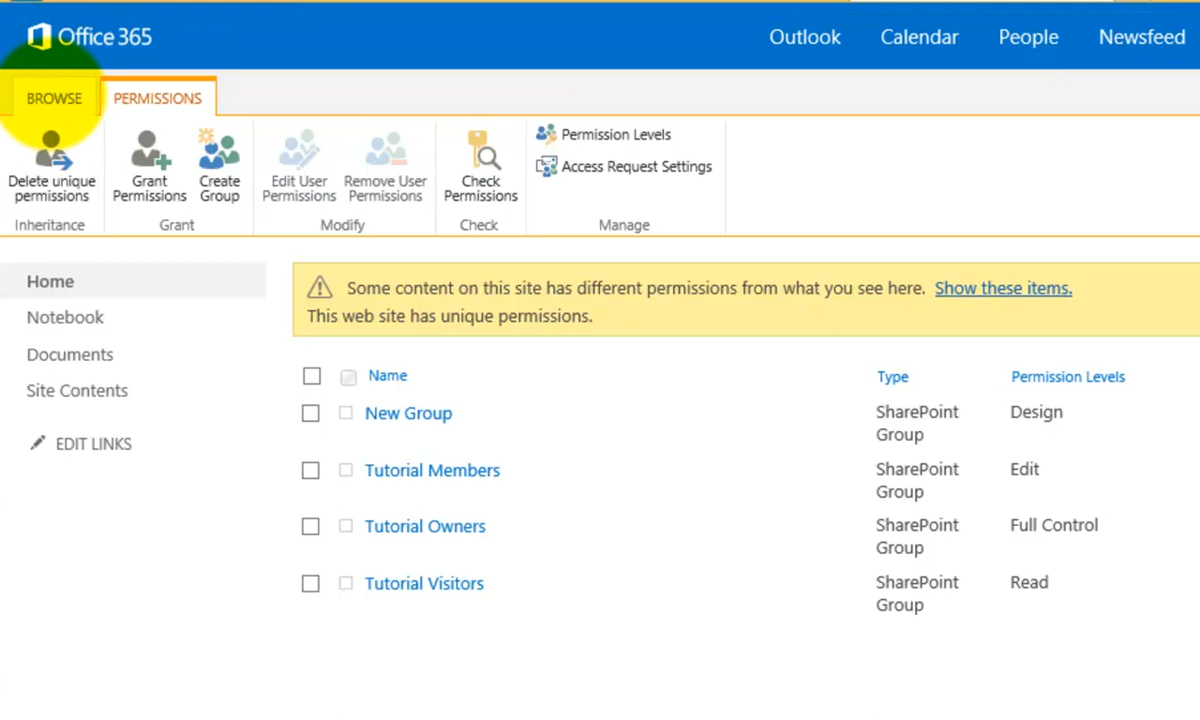 Office 365
Outlook Calendar People Newsfeed
BROWSE PERMISSIONS
Delete unique permissions
Inheritance
Grant Permissions
Create Group
Grant
Edit User Permissions
Remove User Permissions
Modify
Check Permissions
Check
Permission Levels
Access Request Settings
Manage
Home
Notebook
Documents
Site Contents
EDIT LINKS
Some content on this site has different permissions from what you see here. Show these items.
This web site has unique permissions.
Name Type Permission Levels
New Group SharePoint Group Design
Tutorial Members SharePoint Group Edit
Tutorial Owners SharePoint Group Full Control
Tutorial Visitors SharePoint Group Read